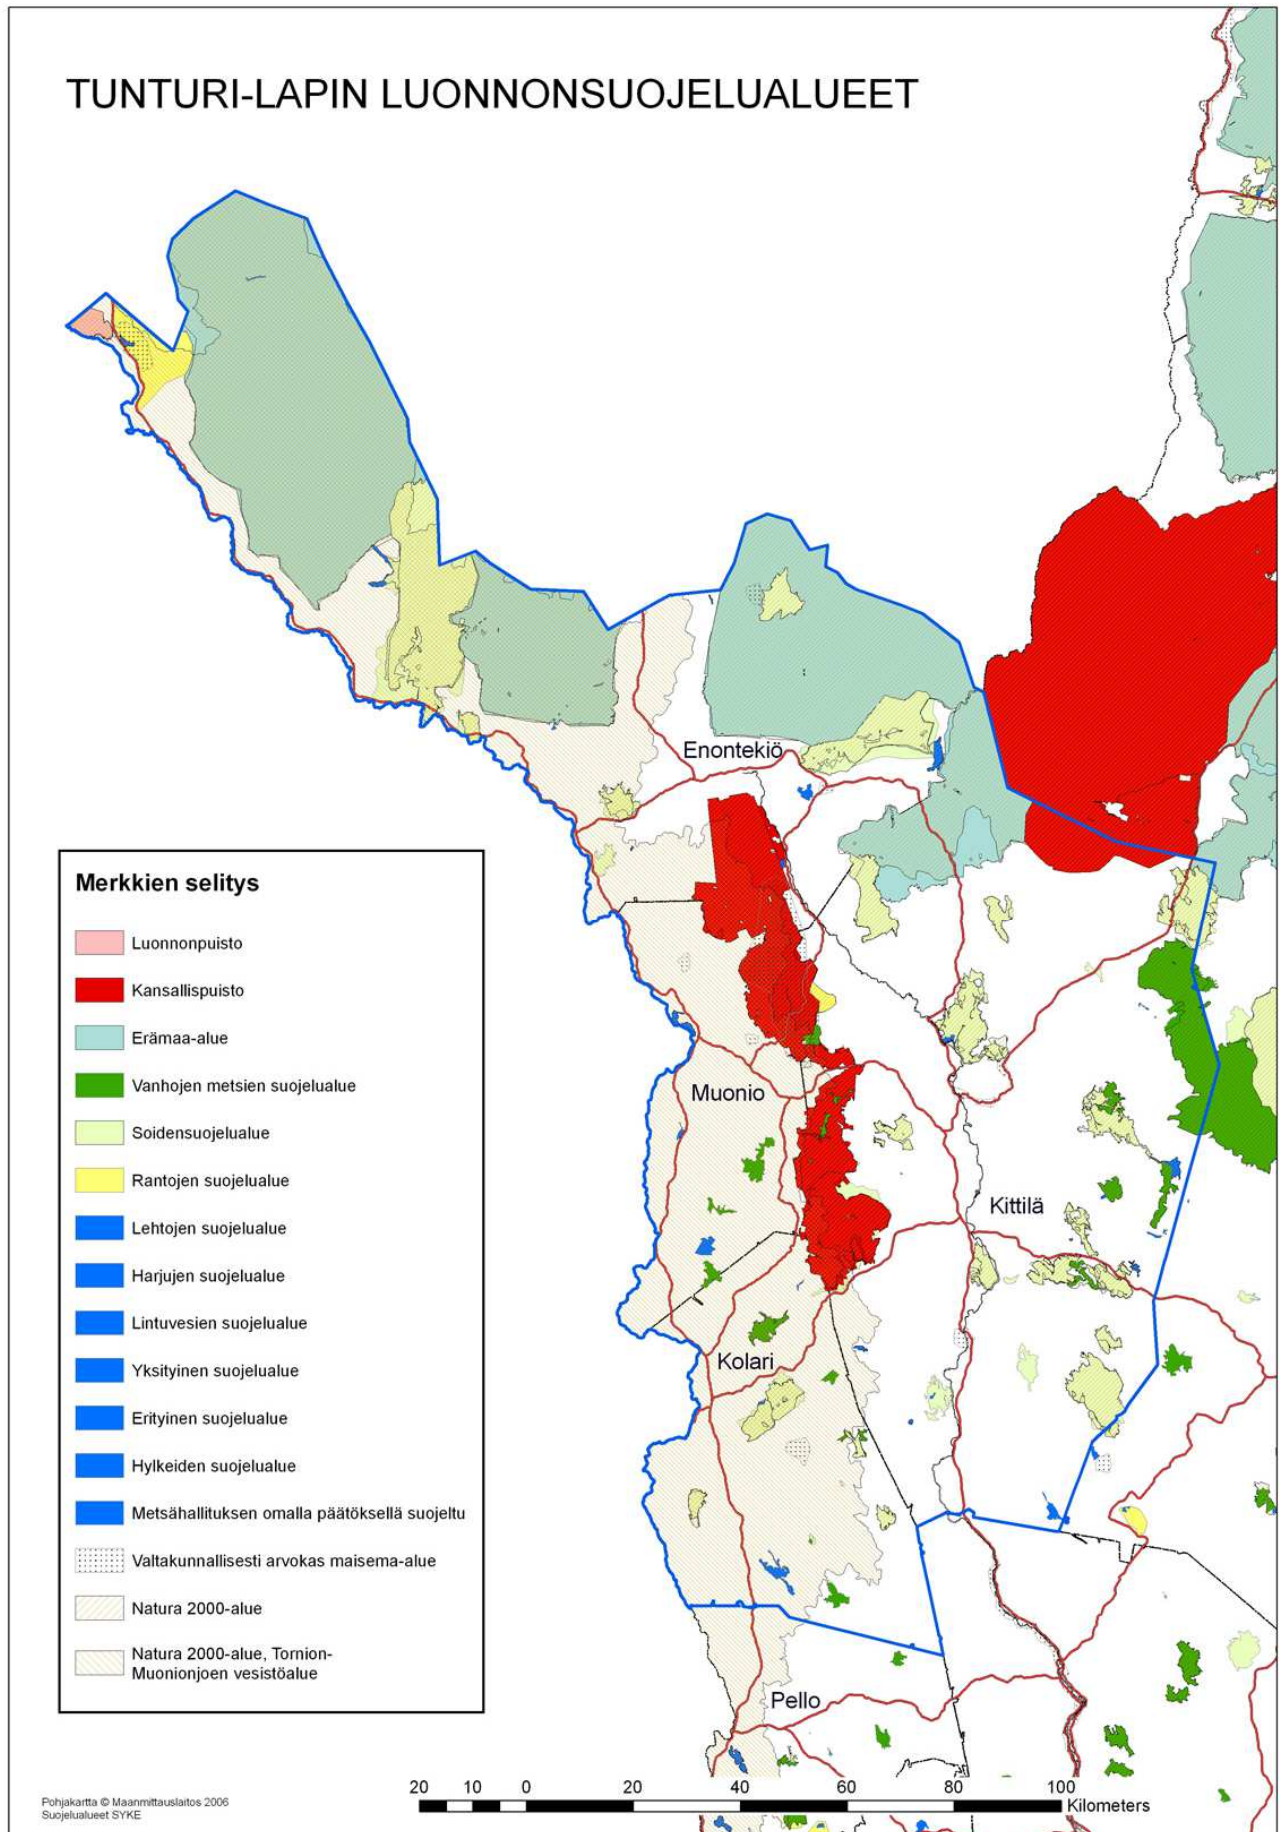 TUNTURI-LAPIN LUONNONSUOJELUALUEET
Enontekiö
Muonio
Kittilä
Kolari
Pello
Merkkien selitys
Luonnonpuisto
Kansallispuisto
Erämaa-alue
Vanhojen metsien suojelualue
Soidensuojelualue
Rantojen suojelualue
Lehtojen suojelualue
Harjujen suojelualue
Lintuvesien suojelualue
Yksityinen suojelualue
Erityinen suojelualue
Hylkeiden suojelualue
Metsähallituksen omalla päätöksellä suojeltu
Valtakunnallisesti arvokas maisema-alue
Natura 2000-alue
Natura 2000-alue, Tornion-
Muonionjoen vesistöalue
20 10 0 20 40 60 80 100
Kilometers
Pohjakartta © Maanmittauslaitos 2006
Suojelualueet SYKE